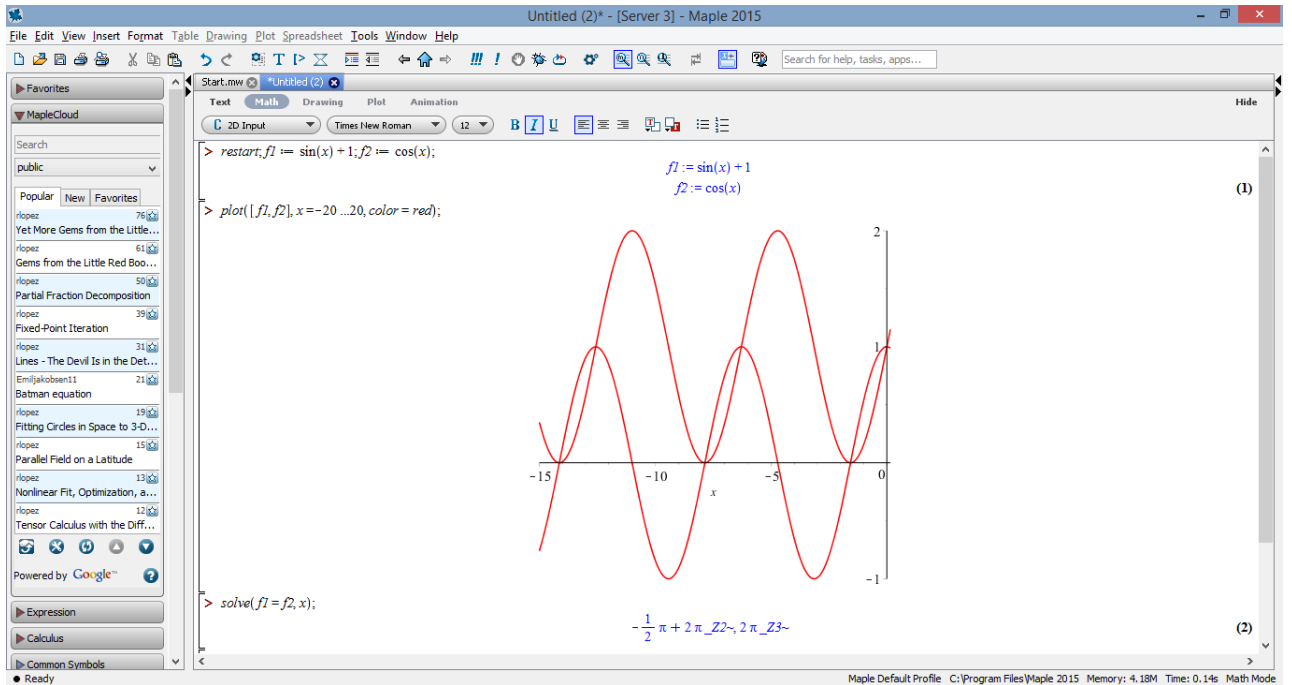 Untitled (2)* - [Server 3] - Maple 2015
File Edit View Insert Format Table Drawing Plot Spreadsheet Tools Window Help
Search for help, tasks, apps...
Favorites
Start.mw *Untitled (2)
Text Math Drawing Plot Animation Hide
MapleCloud
C 2D Input Times New Roman 12 B I U
Search
public
> restart; f1 := sin(x) + 1; f2 := cos(x);
f1 := sin(x) + 1
f2 := cos(x)
(1)
Popular New Favorites
rlopez 76
Yet More Gems from the Little...
rlopez 61
Gems from the Little Red Boo...
rlopez 50
Partial Fraction Decomposition
rlopez 39
Fixed-Point Iteration
rlopez 31
Lines - The Devil Is in the Det...
Emiljakobsen11 21
Batman equation
rlopez 19
Fitting Circles in Space to 3-D...
rlopez 15
Parallel Field on a Latitude
rlopez 13
Nonlinear Fit, Optimization, a...
rlopez 12
Tensor Calculus with the Diff...
Powered by Google™
Expression
Calculus
Common Symbols
> plot([f1, f2], x = -20 ...20, color = red);
2
1
-15 -10 -5 0
x
-1
> solve(f1 = f2, x);
-1/2 π + 2 π _Z2~, 2 π _Z3~
(2)
Ready
Maple Default Profile C:\Program Files\Maple 2015 Memory: 4.18M Time: 0.14s Math Mode